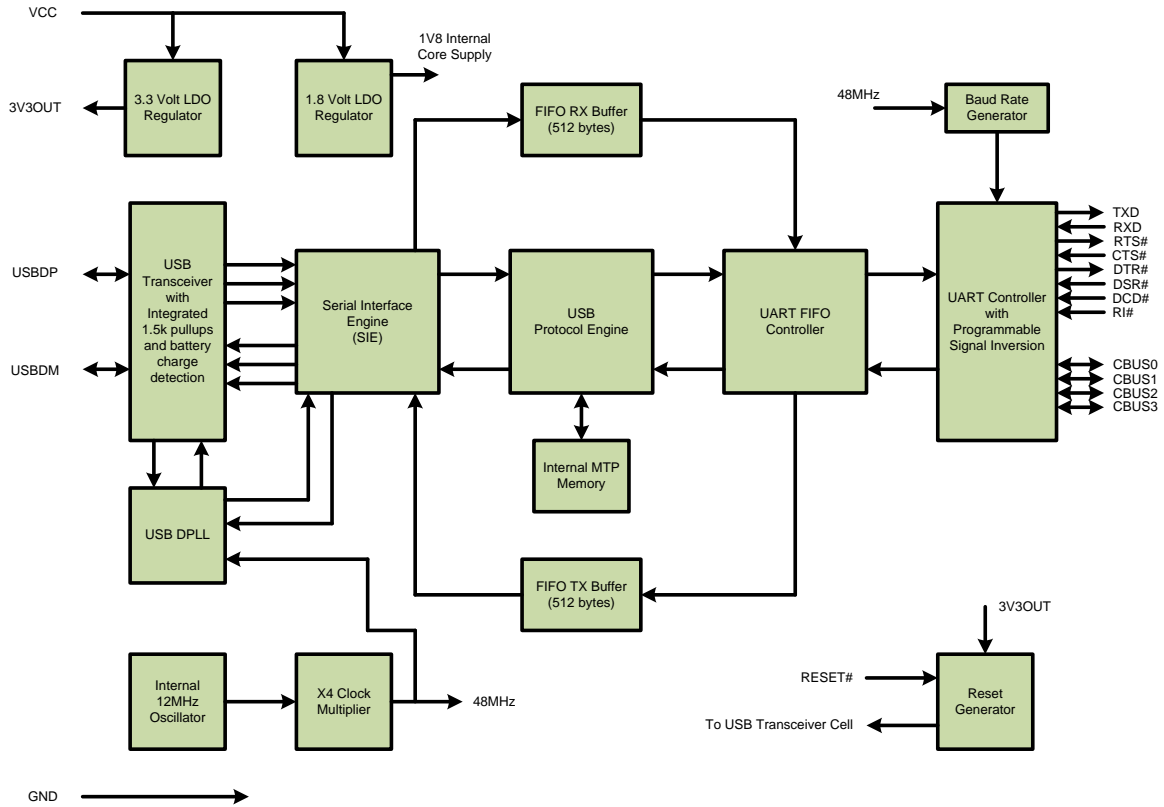 VCC
1V8 Internal
Core Supply
3V3OUT
3.3 Volt LDO
Regulator
1.8 Volt LDO
Regulator
FIFO RX Buffer
(512 bytes)
48MHz
Baud Rate
Generator
USBDP
USBDM
USB
Transceiver
with
Integrated
1.5k pullups
and battery
charge
detection
Serial Interface
Engine
(SIE)
USB
Protocol Engine
UART FIFO
Controller
UART Controller
with
Programmable
Signal Inversion
TXD
RXD
RTS#
CTS#
DTR#
DSR#
DCD#
RI#
CBUS0
CBUS1
CBUS2
CBUS3
Internal MTP
Memory
USB DPLL
FIFO TX Buffer
(512 bytes)
3V3OUT
Internal
12MHz
Oscillator
X4 Clock
Multiplier
48MHz
RESET#
To USB Transceiver Cell
Reset
Generator
GND